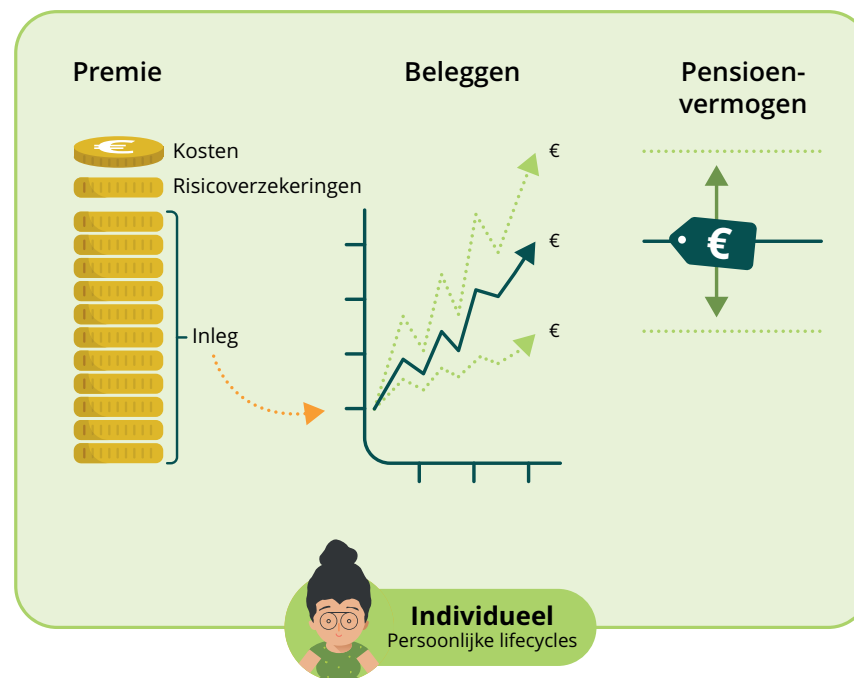 Premie
Beleggen
Pensioen-
vermogen
€
Kosten
Risicoverzekeringen
Inleg
€
€
€
€
Individueel
Persoonlijke lifecycles